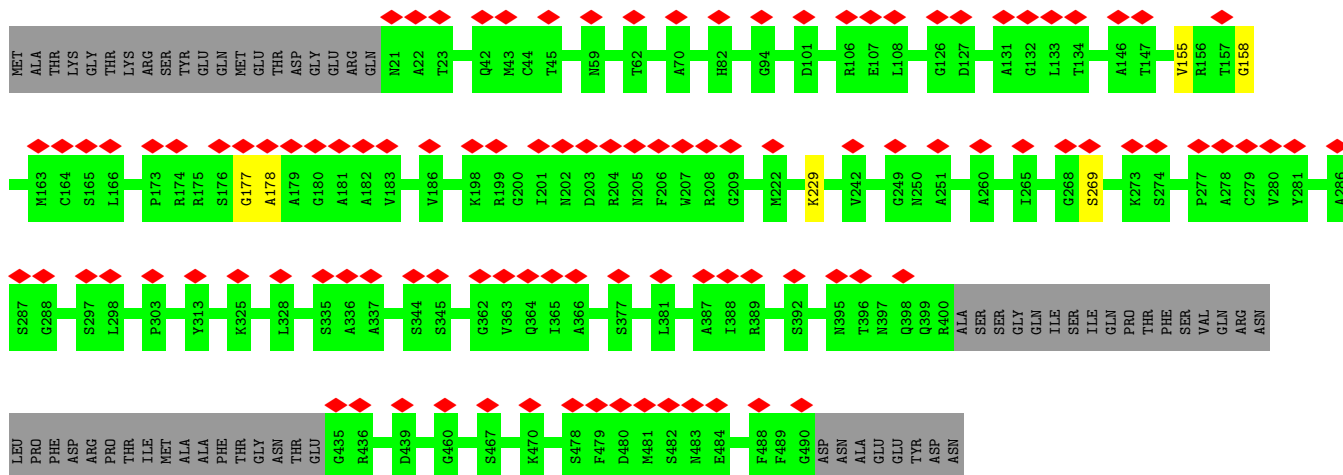 MET ALA THR LYS GLY THR LYS ARG SER TYR GLU GLN MET GLU THR ASP GLY GLU ARG GLN N21 A22 T23 Q42 M43 C44 T45 N59 T62 A70 H82 G94 D101 R106 E107 L108 G126 D127 A131 G132 L133 T134 A146 T147 V155 R156 T157 G158
M163 C164 S165 L166 P173 R174 R175 S176 G177 A178 A179 G180 A181 A182 V183 V186 K198 R199 G200 I201 N202 D203 R204 N205 F206 W207 R208 G209 M222 K229 V242 G249 N250 A251 A260 I265 G268 S269 K273 S274 P277 A278 C279 V280 Y281 A286
S287 G288 S297 L298 P303 Y313 K325 L328 S335 A336 A337 S344 S345 G362 V363 Q364 I365 A366 S377 L381 A387 I388 R389 S392 N395 T396 N397 Q398 Q399 R400 ALA SER SER GLY GLN ILE SER ILE GLN PRO THR PHE SER VAL GLN ARG ASN
LEU PRO PHE ASP ARG PRO THR ILE MET ALA ALA PHE THR GLY ASN THR GLU G435 R436 D439 G460 S467 K470 S478 F479 D480 M481 S482 N483 E484 F488 F489 G490 ASP ASN ALA GLU GLU TYR ASP ASN